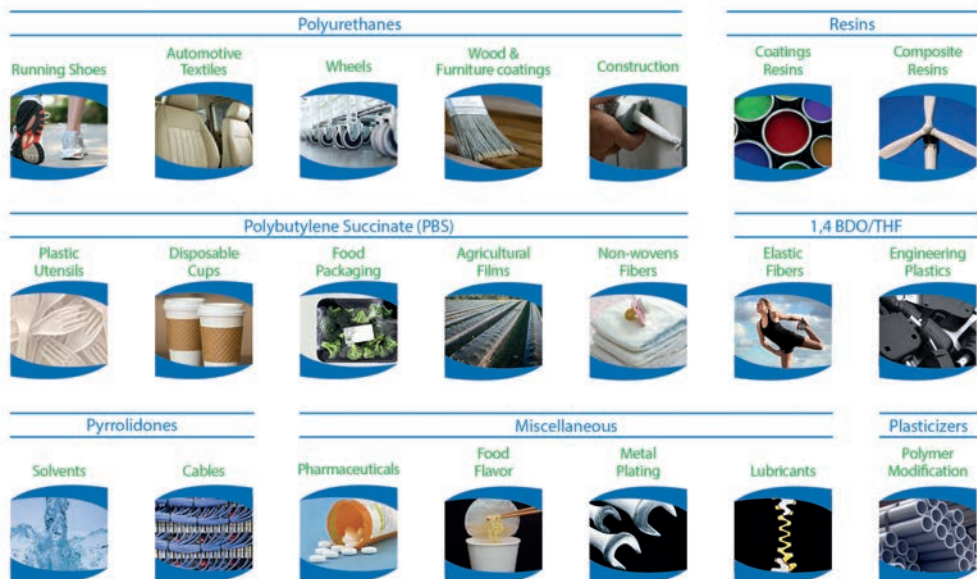 Polyurethanes
Resins
Running Shoes
Automotive
Textiles
Wheels
Wood &
Furniture coatings
Construction
Coatings
Resins
Composite
Resins
Polybutylene Succinate (PBS)
1,4 BDO/THF
Plastic
Utensils
Disposable
Cups
Food
Packaging
Agricultural
Films
Non-wovens
Fibers
Elastic
Fibers
Engineering
Plastics
Pyrrolidones
Miscellaneous
Plasticizers
Solvents
Cables
Pharmaceuticals
Food
Flavor
Metal
Plating
Lubricants
Polymer
Modification